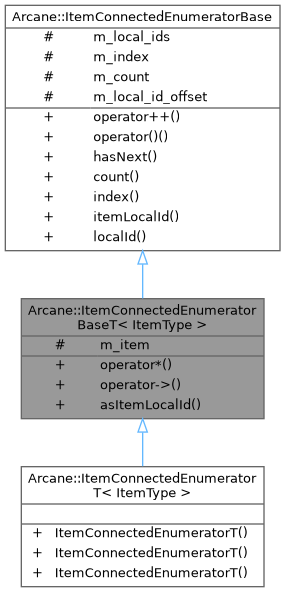 Arcane::ItemConnectedEnumeratorBase
# m_local_ids
# m_index
# m_count
# m_local_id_offset
+ operator++()
+ operator()()
+ hasNext()
+ count()
+ index()
+ itemLocalId()
+ localId()
Arcane::ItemConnectedEnumerator
BaseT< ItemType >
# m_item
+ operator*()
+ operator->()
+ asItemLocalId()
Arcane::ItemConnectedEnumerator
T< ItemType >
+ ItemConnectedEnumeratorT()
+ ItemConnectedEnumeratorT()
+ ItemConnectedEnumeratorT()